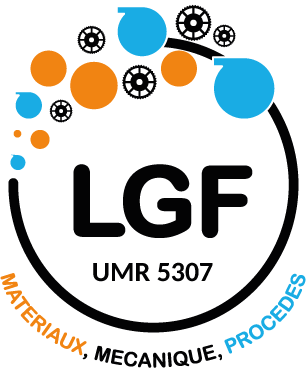 LGF
UMR 5307
MATERIAUX, MECANIQUE, PROCEDES